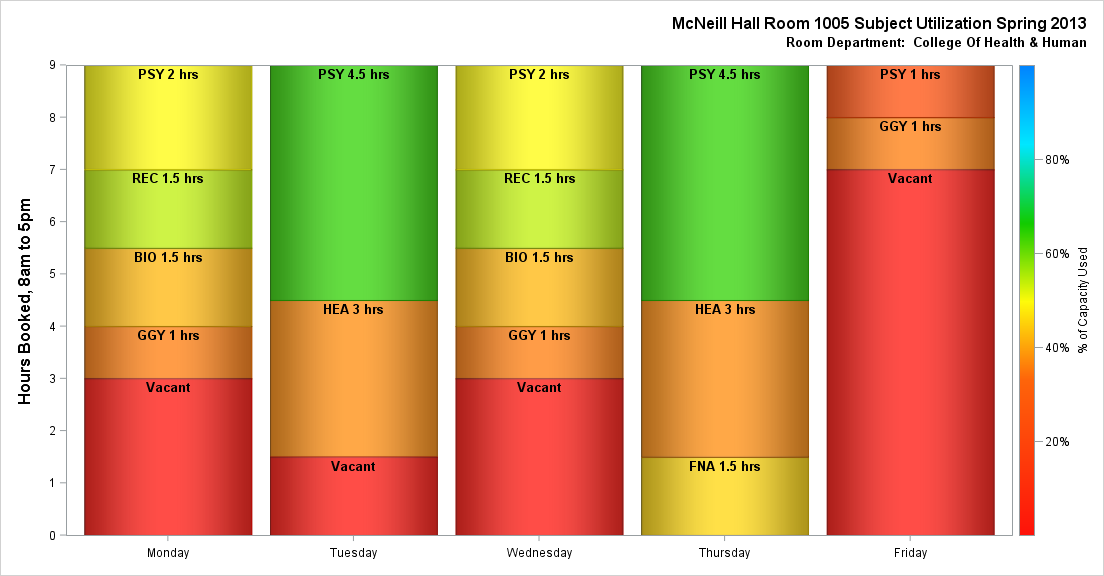 McNeill Hall Room 1005 Subject Utilization Spring 2013
Room Department:  College Of Health & Human
Hours Booked, 8am to 5pm
9
8
7
6
5
4
3
2
1
0
PSY 2 hrs
REC 1.5 hrs
BIO 1.5 hrs
GGY 1 hrs
Vacant
PSY 4.5 hrs
HEA 3 hrs
Vacant
PSY 2 hrs
REC 1.5 hrs
BIO 1.5 hrs
GGY 1 hrs
Vacant
PSY 4.5 hrs
HEA 3 hrs
FNA 1.5 hrs
PSY 1 hrs
GGY 1 hrs
Vacant
Monday
Tuesday
Wednesday
Thursday
Friday
80%
60%
40%
20%
% of Capacity Used